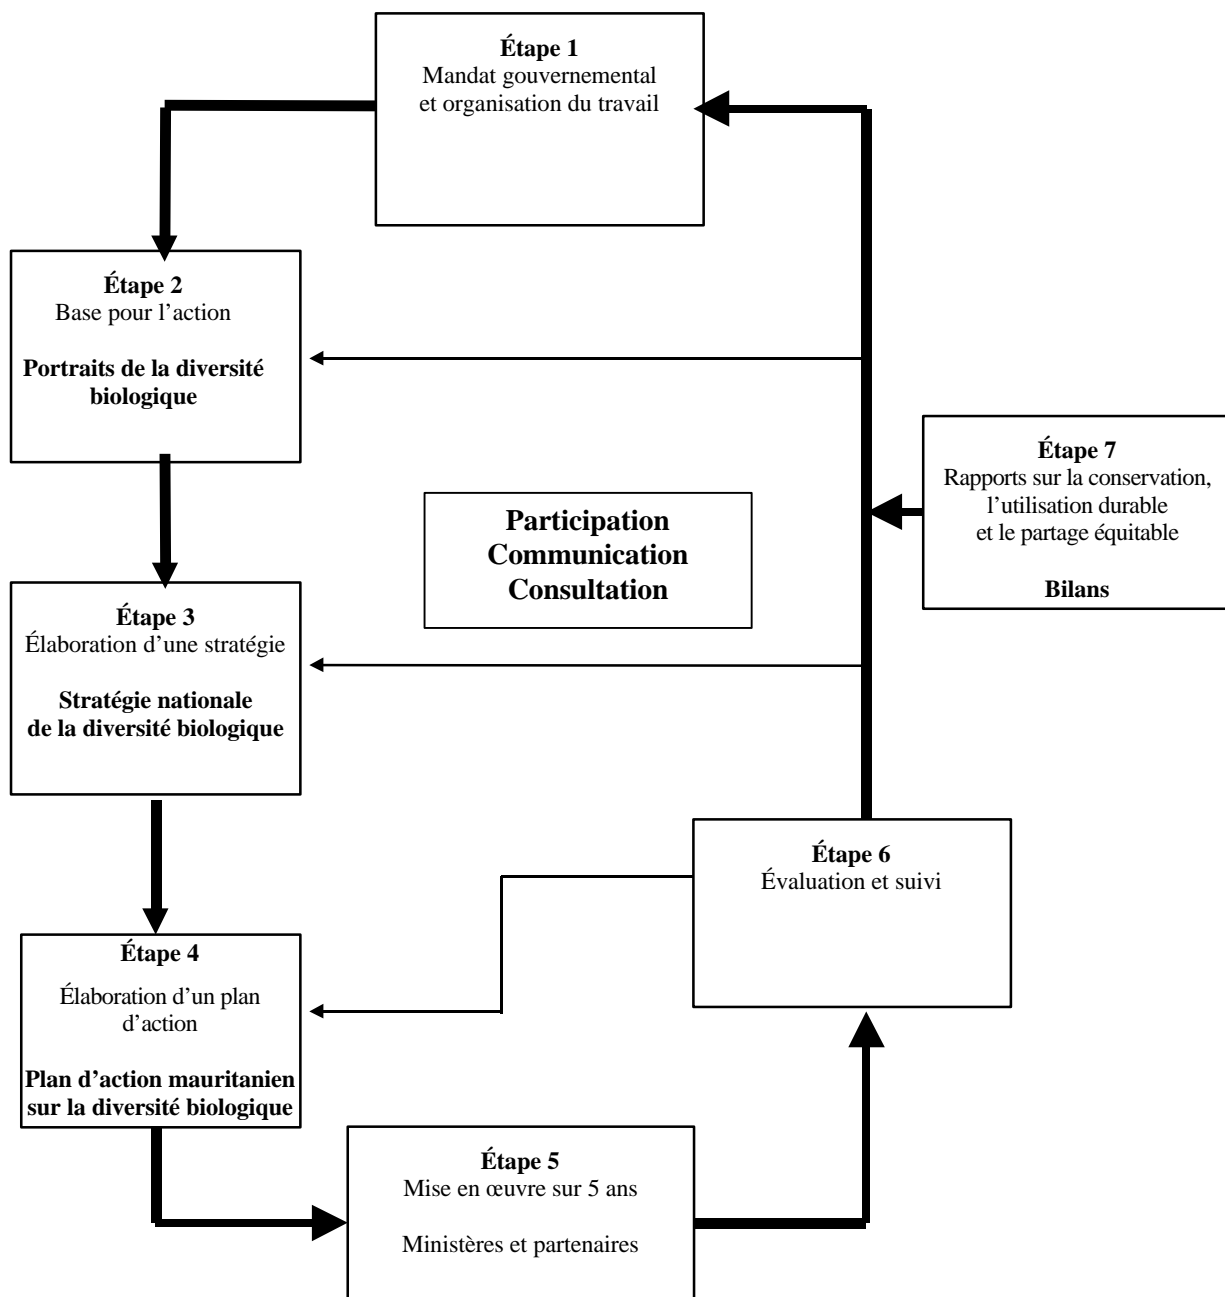 Étape 1
Mandat gouvernemental
et organisation du travail
Étape 2
Base pour l’action
Portraits de la diversité
biologique
Étape 7
Rapports sur la conservation,
l’utilisation durable
et le partage équitable
Bilans
Participation
Communication
Consultation
Étape 3
Élaboration d’une stratégie
Stratégie nationale
de la diversité biologique
Étape 6
Évaluation et suivi
Étape 4
Élaboration d’un plan
d’action
Plan d’action mauritanien
sur la diversité biologique
Étape 5
Mise en œuvre sur 5 ans
Ministères et partenaires